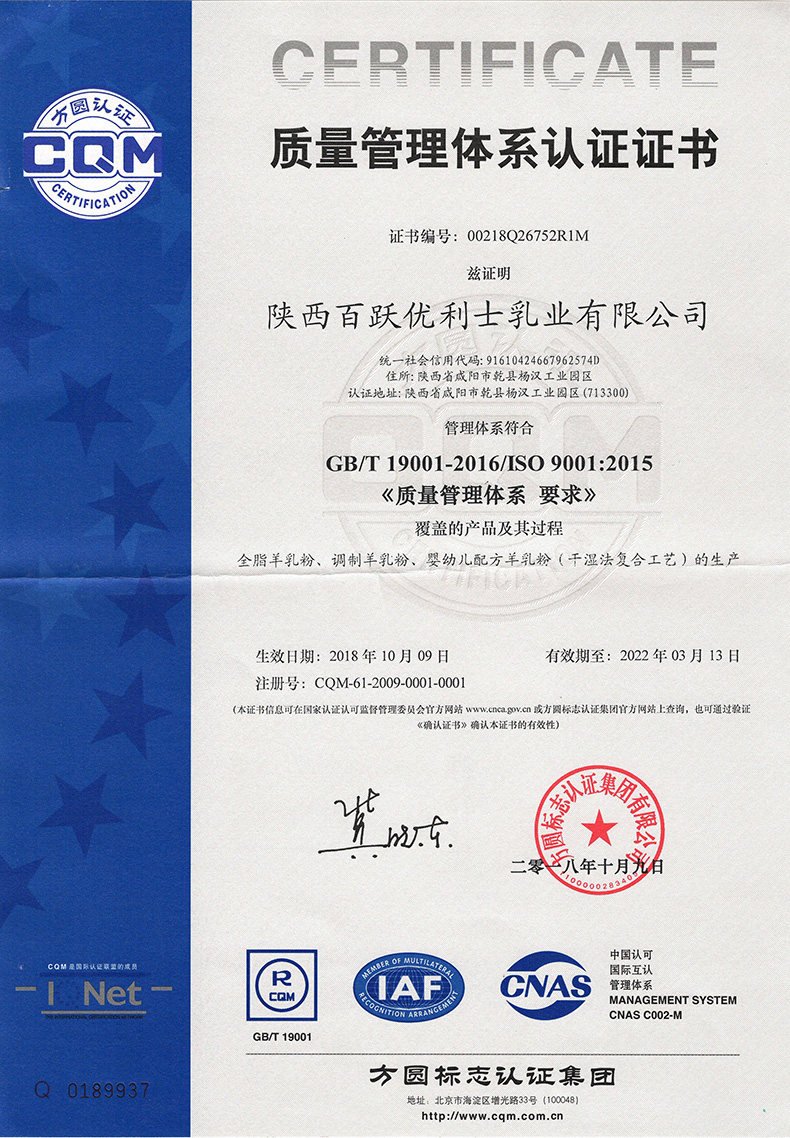 CERTIFICATE
方圆认证
CQM
CERTIFICATION
质量管理体系认证证书
证书编号：00218Q26752R1M
兹证明
陕西百跃优利士乳业有限公司
统一社会信用代码:91610424667962574D
住所:陕西省咸阳市乾县杨汉工业园区
认证地址:陕西省咸阳市乾县杨汉工业园区(713300)
管理体系符合
GB/T 19001-2016/ISO 9001:2015
《质量管理体系 要求》
覆盖的产品及其过程
全脂羊乳粉、调制羊乳粉、婴幼儿配方羊乳粉（干湿法复合工艺）的生产
生效日期：2018 年 10 月 09 日
有效期至：2022 年 03 月 13 日
注册号：CQM-61-2009-0001-0001
(本证书信息可在国家认证认可监督管理委员会官方网站 www.cnca.gov.cn 或方圆标志认证集团官方网站上查询，也可通过验证
《确认证书》确认本证书的有效性)
方圆标志认证集团有限公司
二零一八年十月九日
CQM 是国际认证联盟的成员
Net
Q 0189937
R
CQM
GB/T 19001
MEMBER OF MULTILATERAL
IAF
RECOGNITION ARRANGEMENT
CNAS
中国认可
国际互认
管理体系
MANAGEMENT SYSTEM
CNAS C002-M
方圆标志认证集团
地址：北京市海淀区增光路33号（100048）
http://www.cqm.com.cn